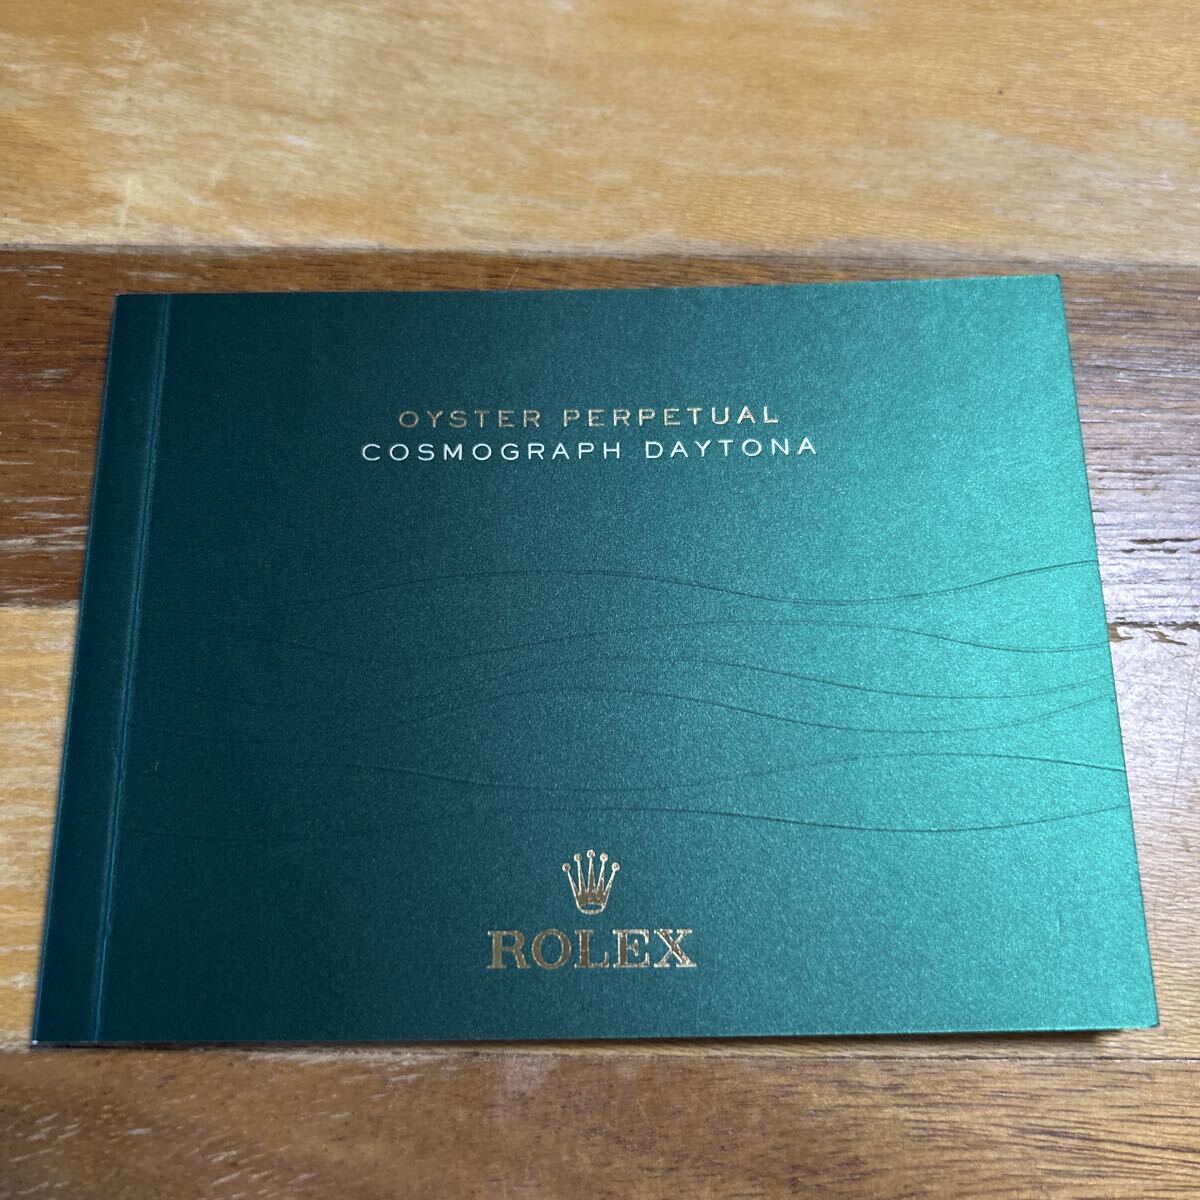 OYSTER PERPETUAL
COSMOGRAPH DAYTONA
ROLEX